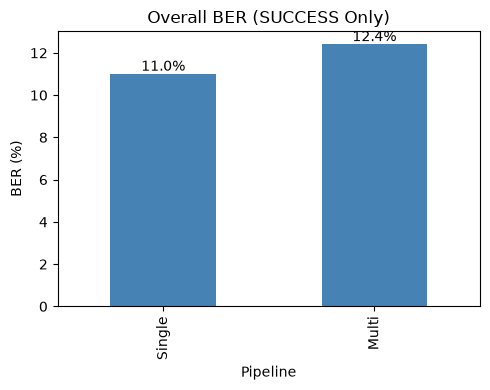 Overall BER (SUCCESS Only)
BER (%)
12
10
8
6
4
2
0
11.0%
12.4%
Single
Multi
Pipeline